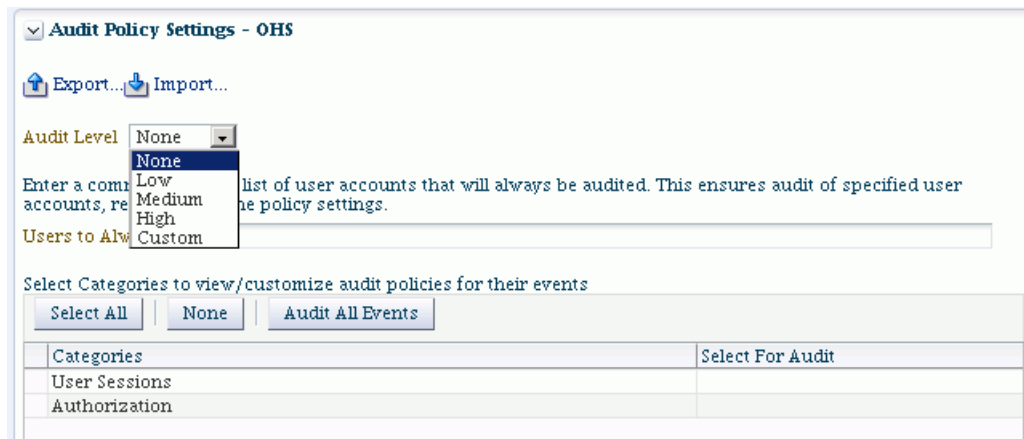 Audit Policy Settings - OHS
Export... Import...
Audit Level None
None
Low
Medium
High
Custom
Enter a com list of user accounts that will always be audited. This ensures audit of specified user
accounts, re he policy settings.
Users to Alw
Select Categories to view/customize audit policies for their events
Select All None Audit All Events
Categories Select For Audit
User Sessions
Authorization